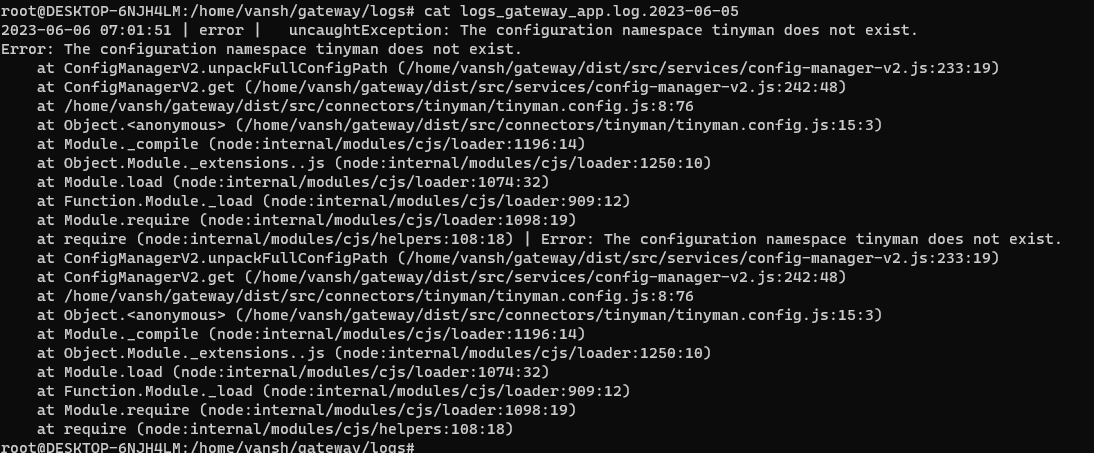 root@DESKTOP-6NJH4LM:/home/vansh/gateway/logs# cat logs_gateway_app.log.2023-06-05
2023-06-06 07:01:51 | error |   uncaughtException: The configuration namespace tinyman does not exist.
Error: The configuration namespace tinyman does not exist.
    at ConfigManagerV2.unpackFullConfigPath (/home/vansh/gateway/dist/src/services/config-manager-v2.js:233:19)
    at ConfigManagerV2.get (/home/vansh/gateway/dist/src/services/config-manager-v2.js:242:48)
    at /home/vansh/gateway/dist/src/connectors/tinyman/tinyman.config.js:8:76
    at Object.<anonymous> (/home/vansh/gateway/dist/src/connectors/tinyman/tinyman.config.js:15:3)
    at Module._compile (node:internal/modules/cjs/loader:1196:14)
    at Object.Module._extensions..js (node:internal/modules/cjs/loader:1250:10)
    at Module.load (node:internal/modules/cjs/loader:1074:32)
    at Function.Module._load (node:internal/modules/cjs/loader:909:12)
    at Module.require (node:internal/modules/cjs/loader:1098:19)
    at require (node:internal/modules/cjs/helpers:108:18) | Error: The configuration namespace tinyman does not exist.
    at ConfigManagerV2.unpackFullConfigPath (/home/vansh/gateway/dist/src/services/config-manager-v2.js:233:19)
    at ConfigManagerV2.get (/home/vansh/gateway/dist/src/services/config-manager-v2.js:242:48)
    at /home/vansh/gateway/dist/src/connectors/tinyman/tinyman.config.js:8:76
    at Object.<anonymous> (/home/vansh/gateway/dist/src/connectors/tinyman/tinyman.config.js:15:3)
    at Module._compile (node:internal/modules/cjs/loader:1196:14)
    at Object.Module._extensions..js (node:internal/modules/cjs/loader:1250:10)
    at Module.load (node:internal/modules/cjs/loader:1074:32)
    at Function.Module._load (node:internal/modules/cjs/loader:909:12)
    at Module.require (node:internal/modules/cjs/loader:1098:19)
    at require (node:internal/modules/cjs/helpers:108:18)
root@DESKTOP-6NJH4LM:/home/vansh/gateway/logs#